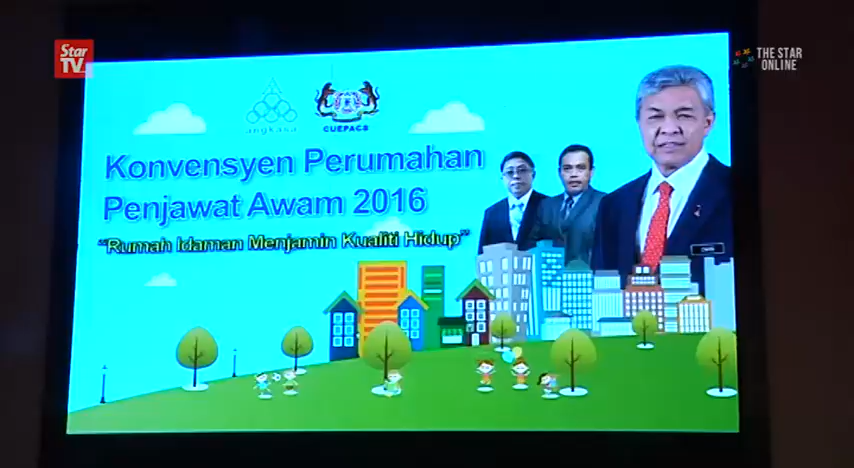 Star
TV
THE STAR
ONLINE
angkasa
CUEPACS
Konvensyen Perumahan
Penjawat Awam 2016
“Rumah Idaman Menjamin Kualiti Hidup”